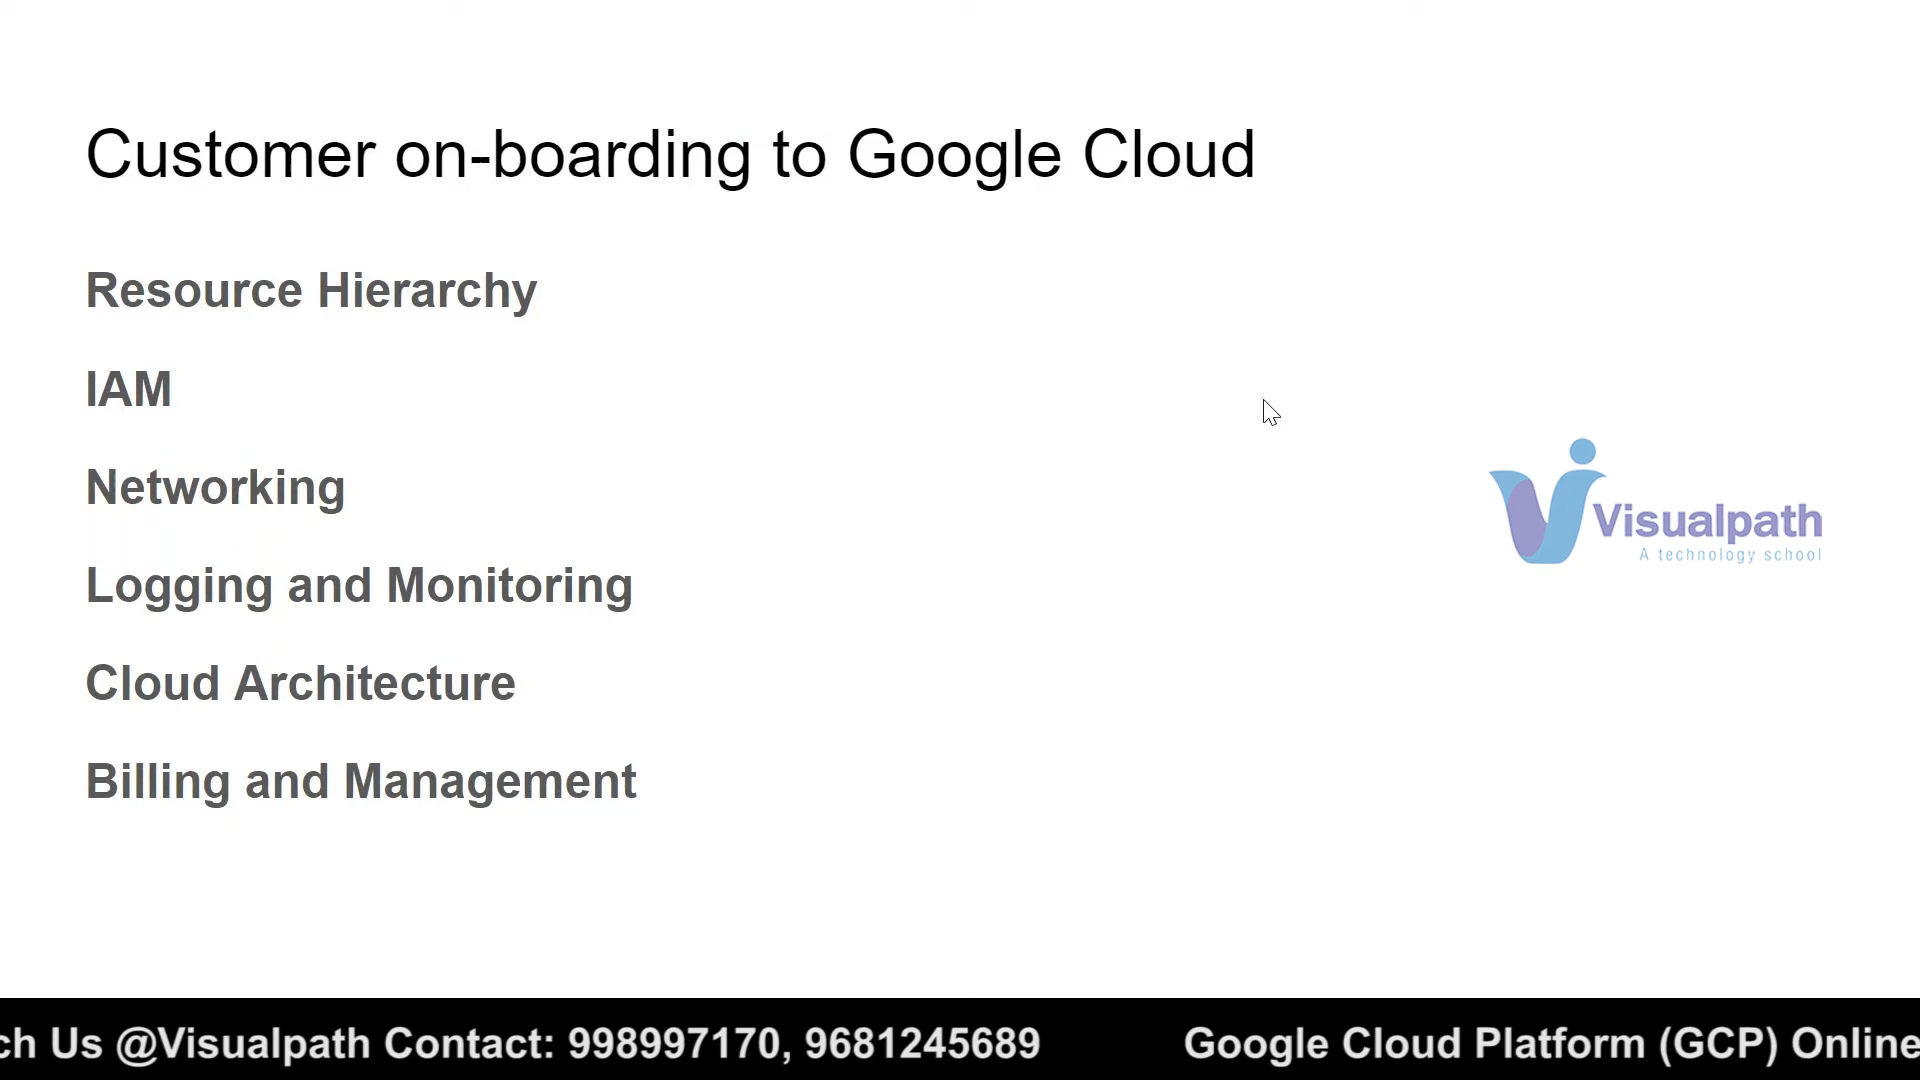 Customer on-boarding to Google Cloud
Resource Hierarchy
IAM
Networking
Logging and Monitoring
Cloud Architecture
Billing and Management
Visualpath
A technology school
ch Us @Visualpath Contact: 998997170, 9681245689 Google Cloud Platform (GCP) Online